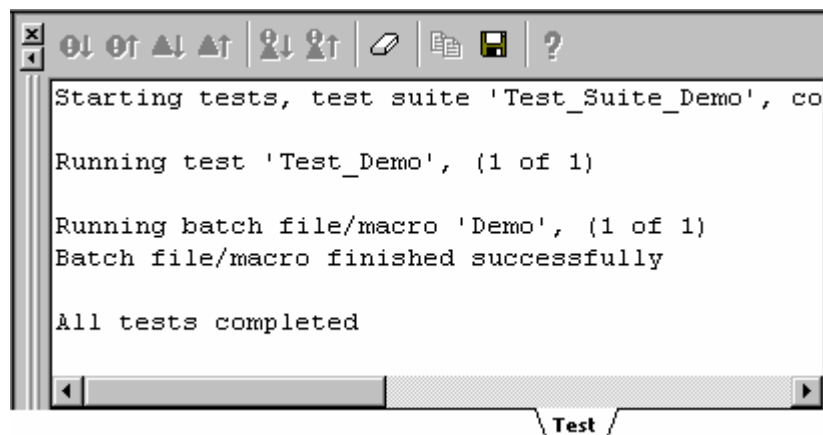 Starting tests, test suite 'Test_Suite_Demo', co
Running test 'Test_Demo', (1 of 1)
Running batch file/macro 'Demo', (1 of 1)
Batch file/macro finished successfully
All tests completed
Test